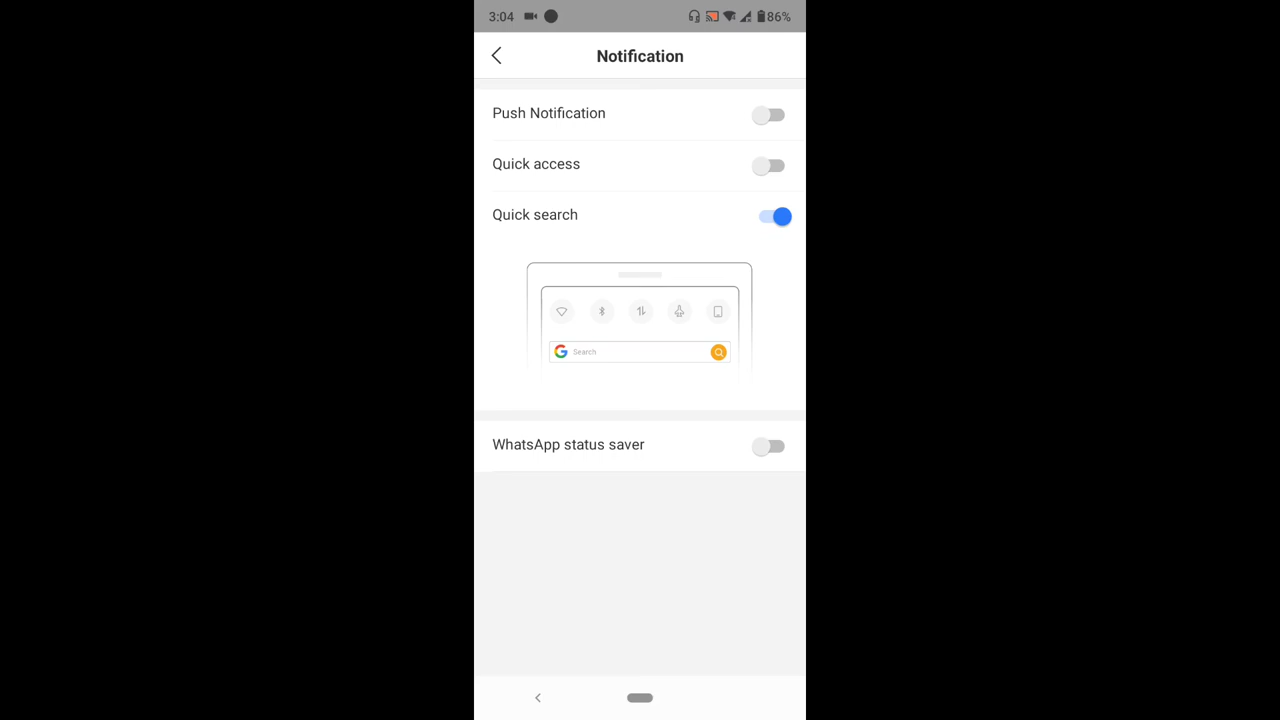 3:04 86%
Notification
Push Notification
Quick access
Quick search
Search
WhatsApp status saver